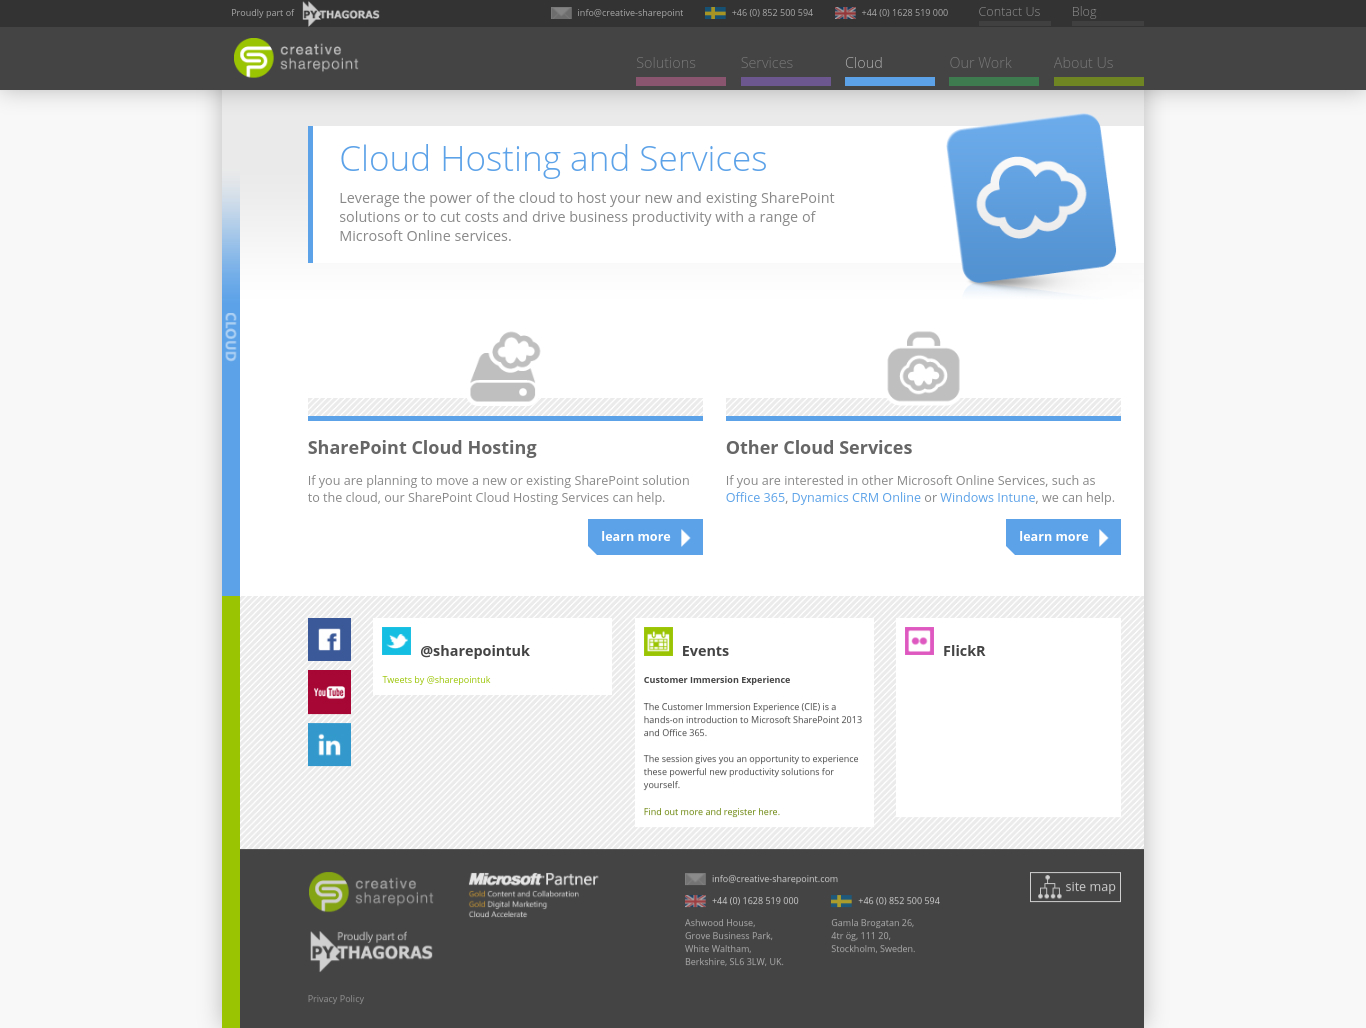 Proudly part of PYTHAGORAS
info@creative-sharepoint
+46 (0) 852 500 594
+44 (0) 1628 519 000
Contact Us
Blog
creative
sharepoint
Solutions
Services
Cloud
Our Work
About Us
Cloud Hosting and Services
Leverage the power of the cloud to host your new and existing SharePoint
solutions or to cut costs and drive business productivity with a range of
Microsoft Online services.
CLOUD
SharePoint Cloud Hosting
If you are planning to move a new or existing SharePoint solution
to the cloud, our SharePoint Cloud Hosting Services can help.
learn more
Other Cloud Services
If you are interested in other Microsoft Online Services, such as
Office 365, Dynamics CRM Online or Windows Intune, we can help.
learn more
You Tube
in
@sharepointuk
Tweets by @sharepointuk
Events
Customer Immersion Experience
The Customer Immersion Experience (CIE) is a
hands-on introduction to Microsoft SharePoint 2013
and Office 365.
The session gives you an opportunity to experience
these powerful new productivity solutions for
yourself.
Find out more and register here.
FlickR
creative
sharepoint
Proudly part of
PYTHAGORAS
Microsoft Partner
Gold Content and Collaboration
Gold Digital Marketing
Cloud Accelerate
info@creative-sharepoint.com
+44 (0) 1628 519 000
Ashwood House,
Grove Business Park,
White Waltham,
Berkshire, SL6 3LW, UK.
+46 (0) 852 500 594
Gamla Brogatan 26,
4tr ög, 111 20,
Stockholm, Sweden.
site map
Privacy Policy